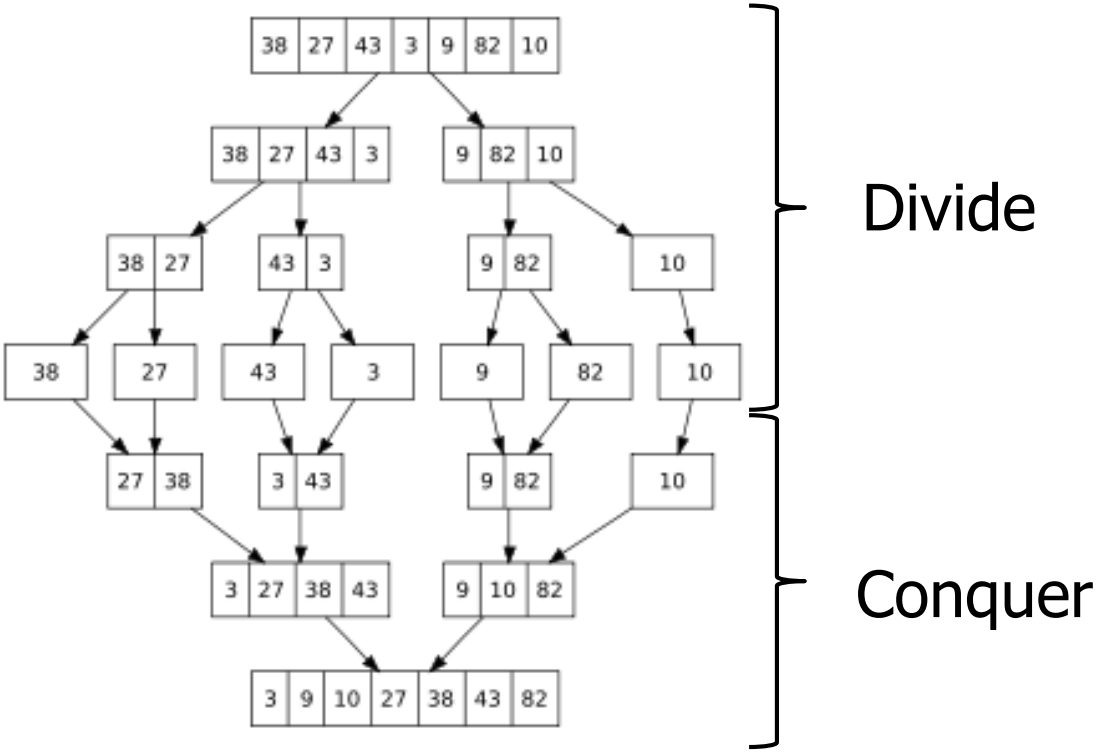 38 27 43 3 9 82 10
38 27 43 3 9 82 10
Divide
38 27 43 3 9 82 10
38 27 43 3 9 82 10
27 38 3 43 9 82 10
3 27 38 43 9 10 82
Conquer
3 9 10 27 38 43 82